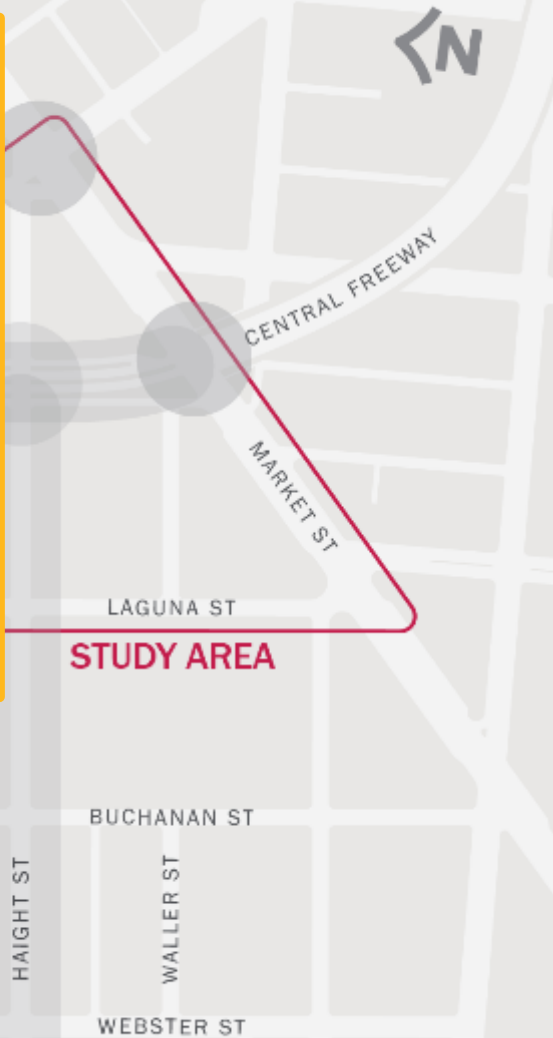 N
CENTRAL FREEWAY
MARKET ST
LAGUNA ST
STUDY AREA
BUCHANAN ST
HAIGHT ST
WALLER ST
WEBSTER ST